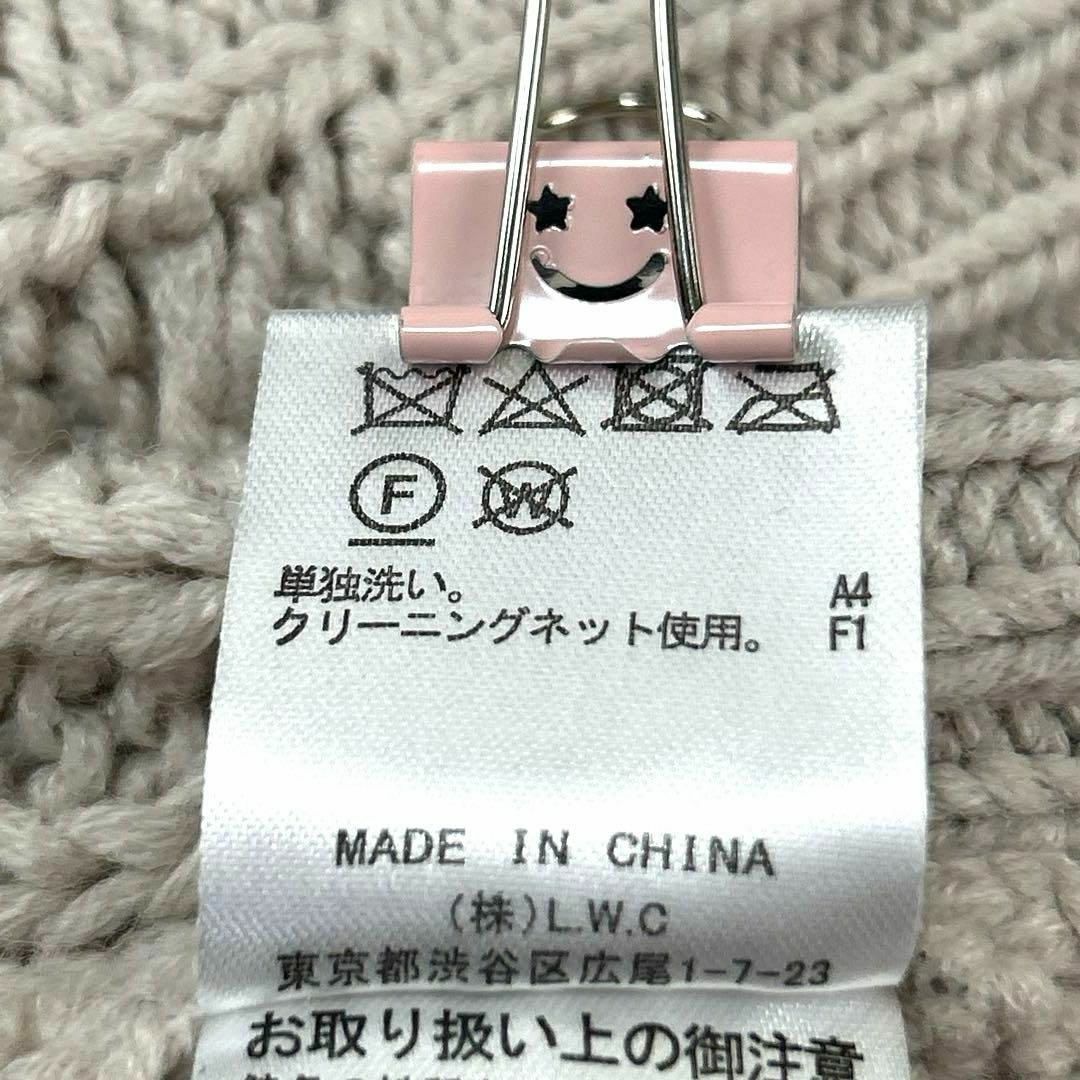 F W
単独洗い。 A4
クリーニングネット使用。 F1
MADE IN CHINA
(株)L.W.C
東京都渋谷区広尾1-7-23
お取り扱い上の御注意